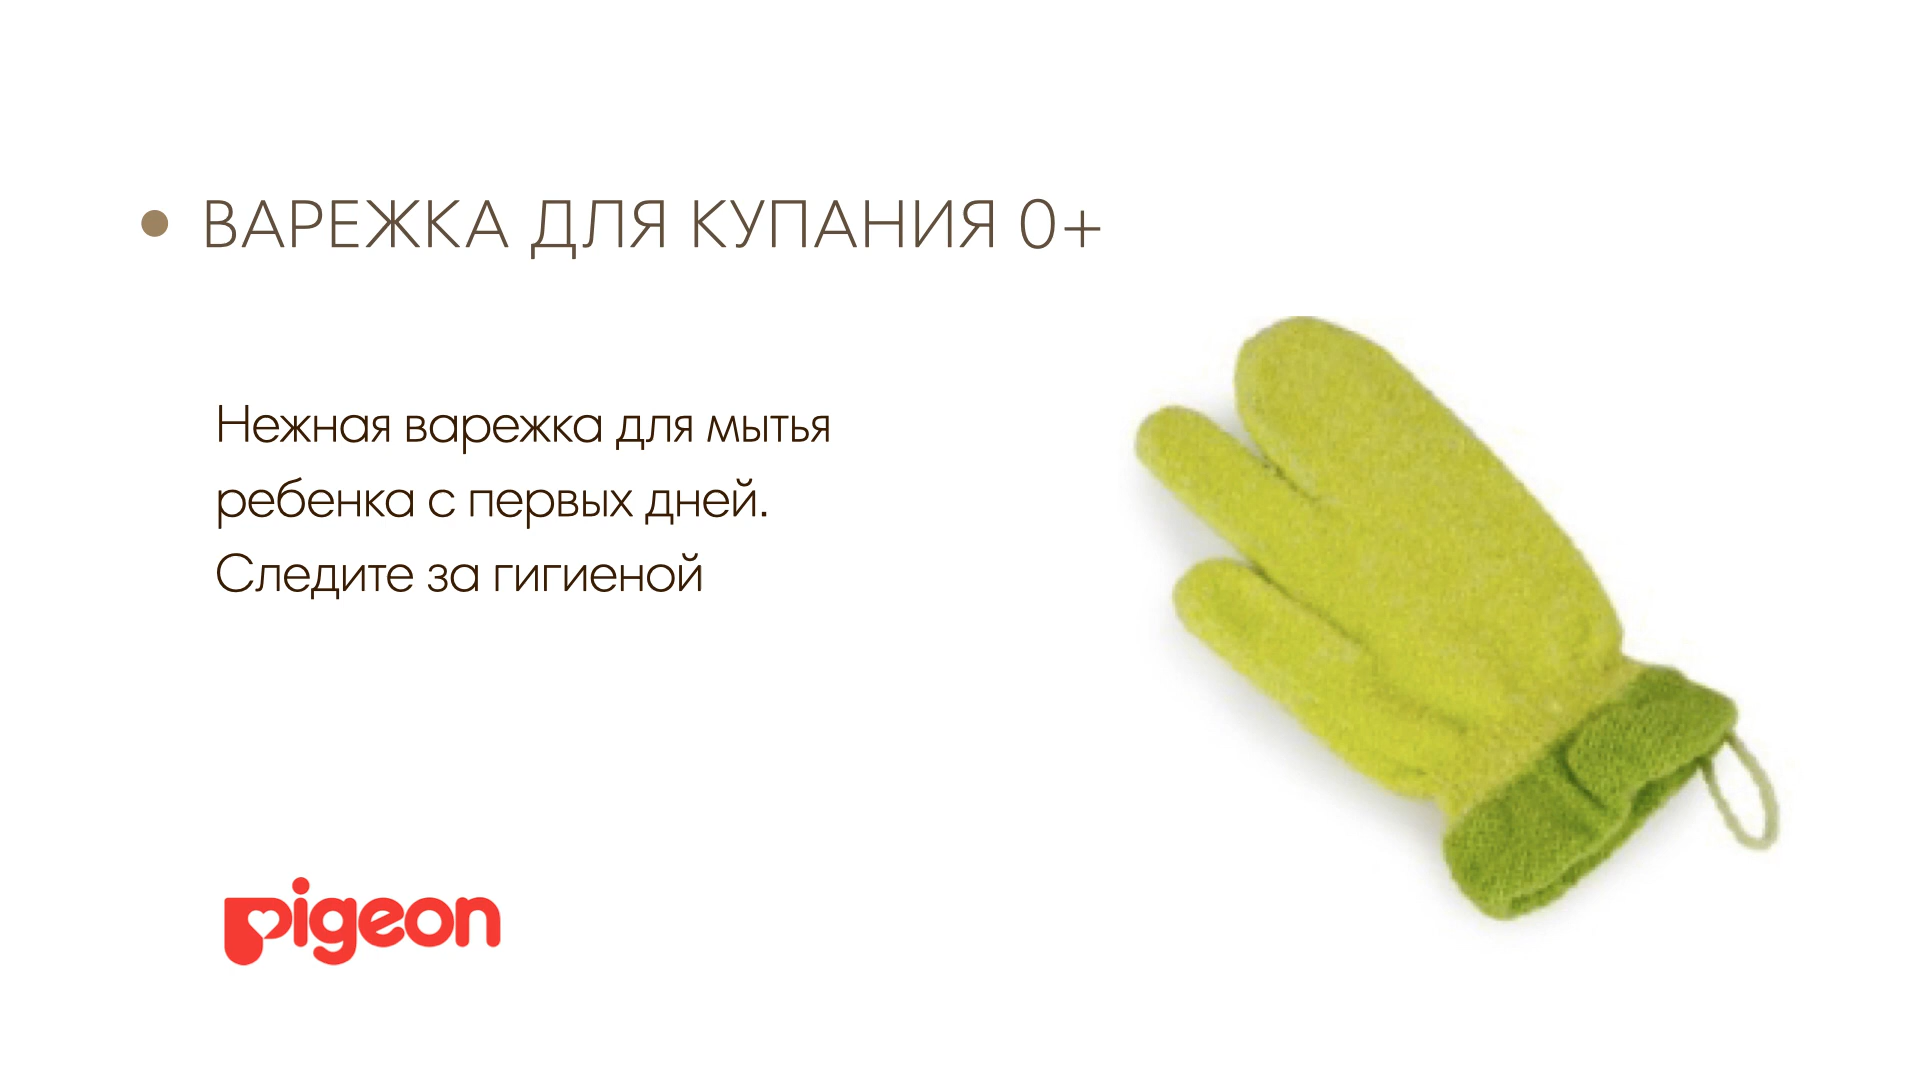 ВАРЕЖКА ДЛЯ КУПАНИЯ 0+
Нежная варежка для мытья
ребенка с первых дней.
Следите за гигиеной
pigeon